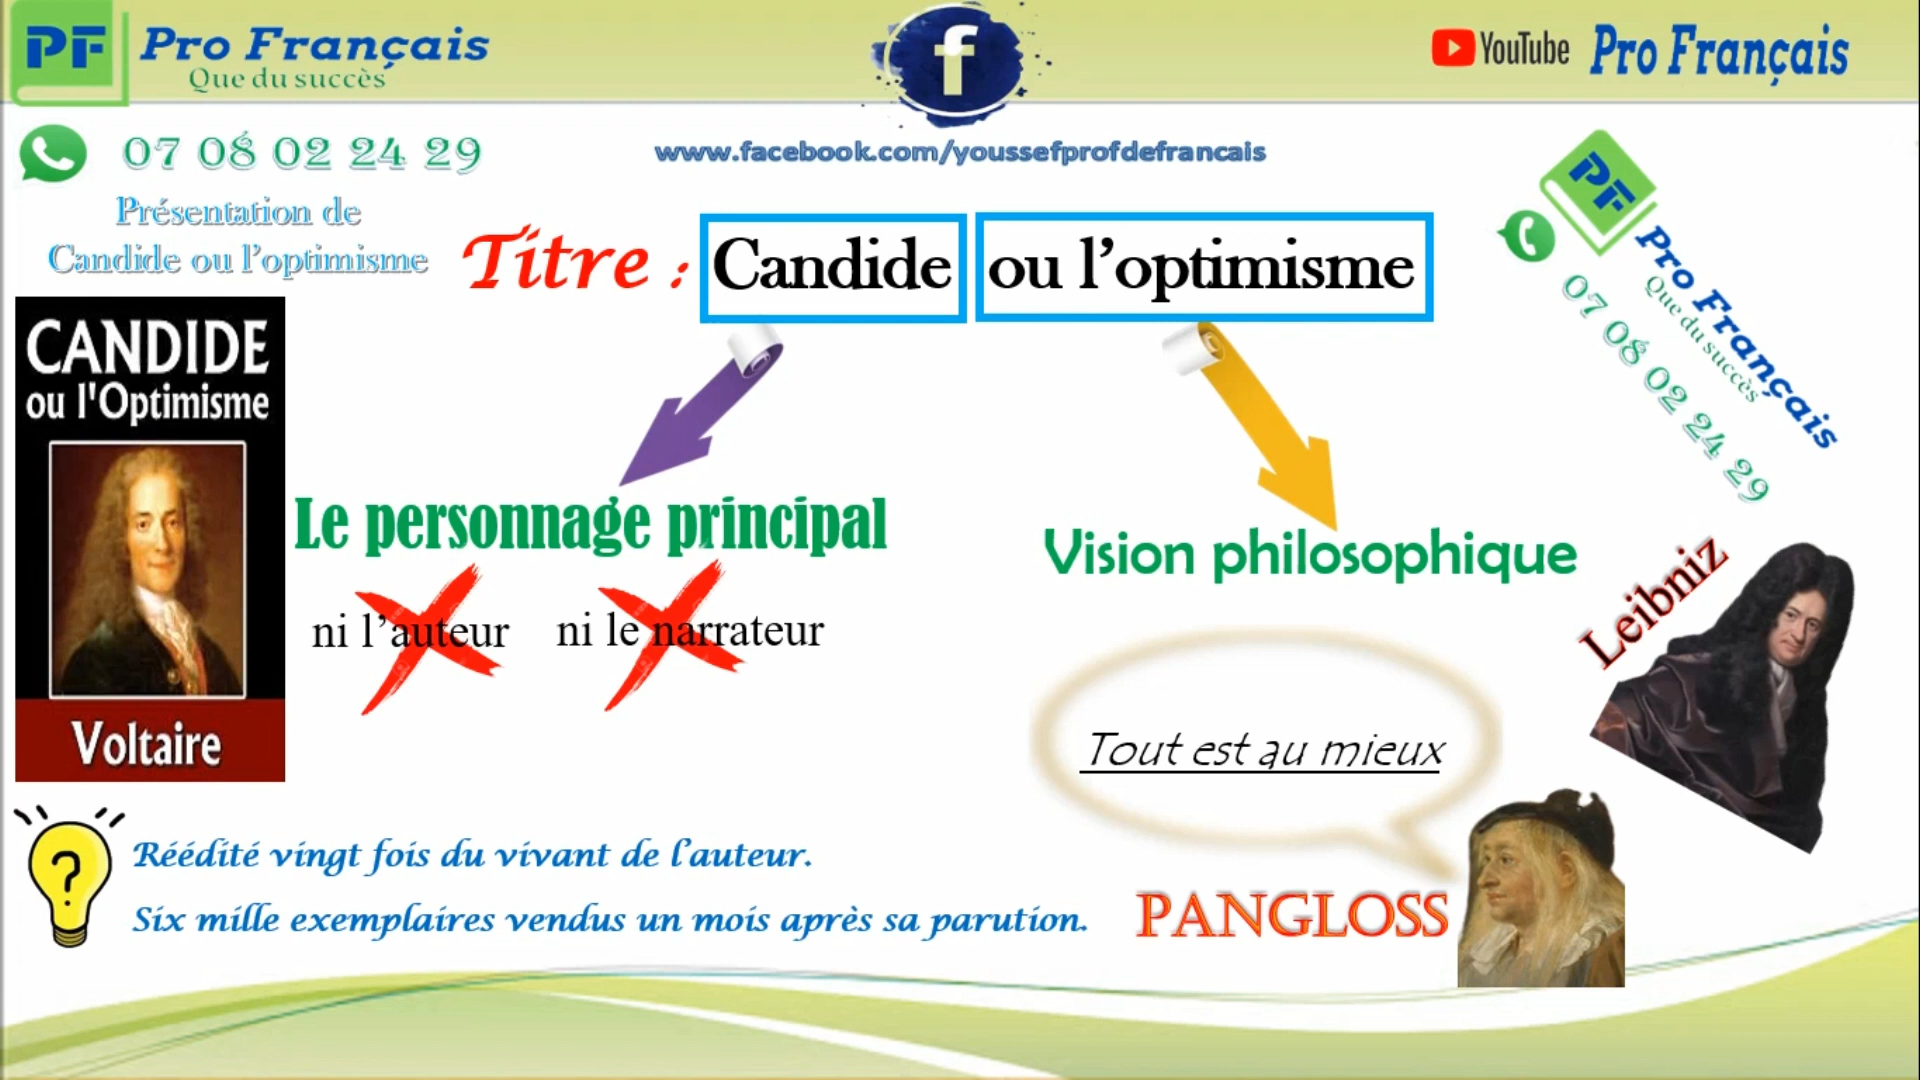 PF Pro Français
Que du succès
f
YouTube Pro Français
07 08 02 24 29
www.facebook.com/youssefprofdefrancais
Présentation de
Candide ou l'optimisme
Titre : Candide ou l'optimisme
PF Pro Français
Que du succès
07 08 02 24 29
CANDIDE
ou l'Optimisme
Voltaire
Le personnage principal
ni l'auteur ni le narrateur
Vision philosophique
Leibniz
Tout est au mieux
PANGLOSS
?
Réédité vingt fois du vivant de l'auteur.
Six mille exemplaires vendus un mois après sa parution.